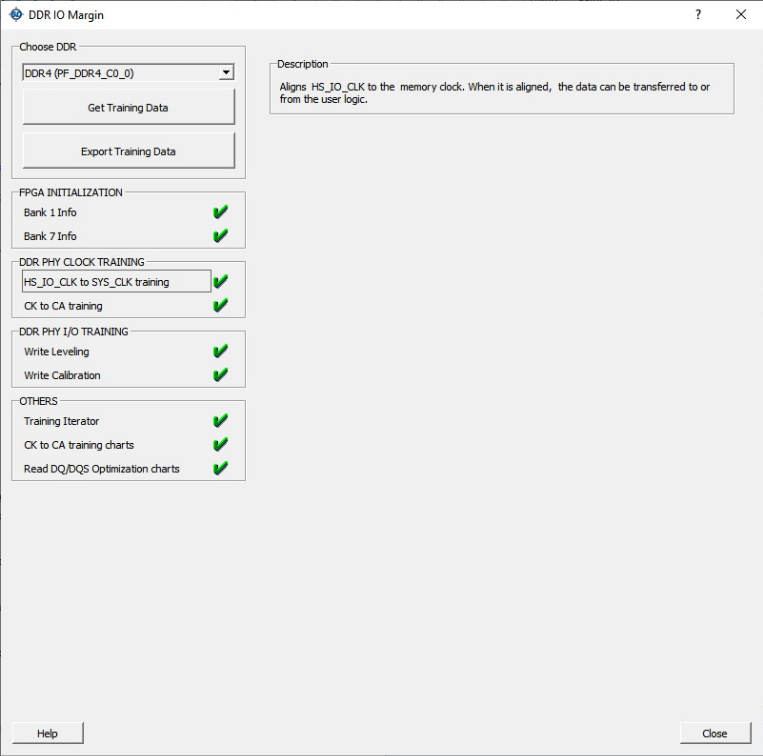 DDR IO Margin
?
Choose DDR
DDR4 (PF_DDR4_C0_0)
Get Training Data
Export Training Data
Description
Aligns HS_IO_CLK to the memory clock. When it is aligned, the data can be transferred to or
from the user logic.
FPGA INITIALIZATION
Bank 1 Info
Bank 7 Info
DDR PHY CLOCK TRAINING
HS_IO_CLK to SYS_CLK training
CK to CA training
DDR PHY I/O TRAINING
Write Leveling
Write Calibration
OTHERS
Training Iterator
CK to CA training charts
Read DQ/DQS Optimization charts
Help
Close